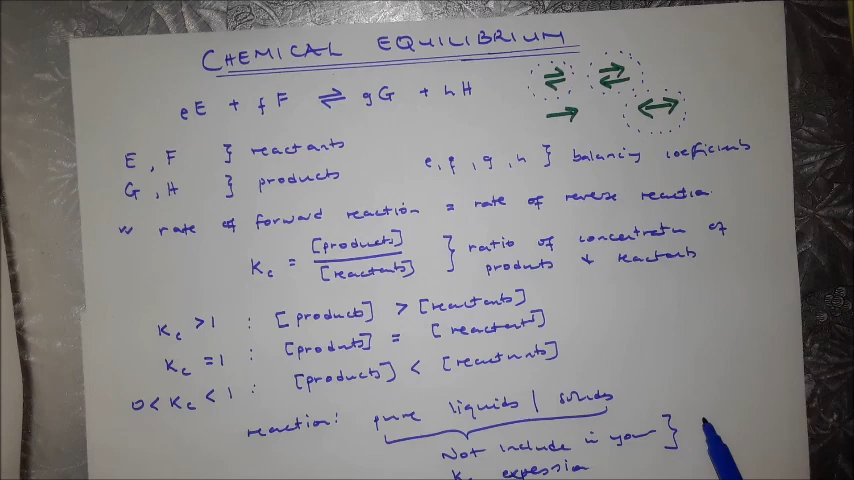 CHEMICAL EQUILIBRIUM
eE + fF ⇌ gG + hH
E, F } reactants
G, H } products
e, f, g, h } balancing coefficients
rate of forward reaction = rate of reverse reaction
Kc = [products] / [reactants] } ratio of concentratn of products & reactants
Kc > 1 : [products] > [reactants]
Kc = 1 : [products] = [reactants]
0 < Kc < 1 : [products] < [reactants]
reaction: pure liquids | solids
Not include in your }
Kc expression